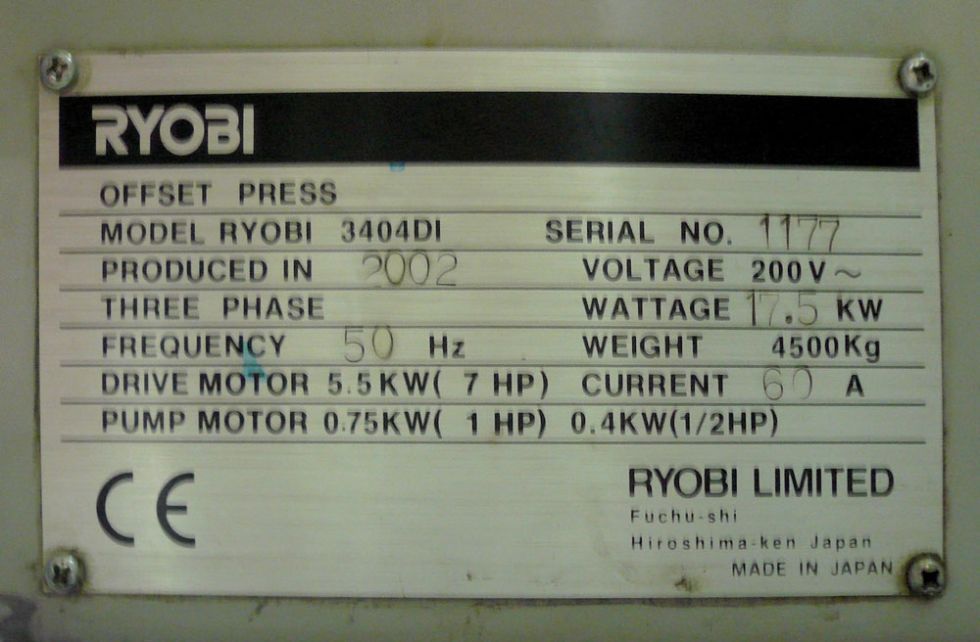 RYOBI
OFFSET PRESS
MODEL RYOBI 3404DI SERIAL NO. 1177
PRODUCED IN 2002 VOLTAGE 200V~
THREE PHASE WATTAGE 17.5 KW
FREQUENCY 50 Hz WEIGHT 4500Kg
DRIVE MOTOR 5.5KW( 7 HP) CURRENT 60 A
PUMP MOTOR 0.75KW( 1 HP) 0.4KW(1/2HP)
CE RYOBI LIMITED
Fuchu-shi
Hiroshima-ken Japan
MADE IN JAPAN